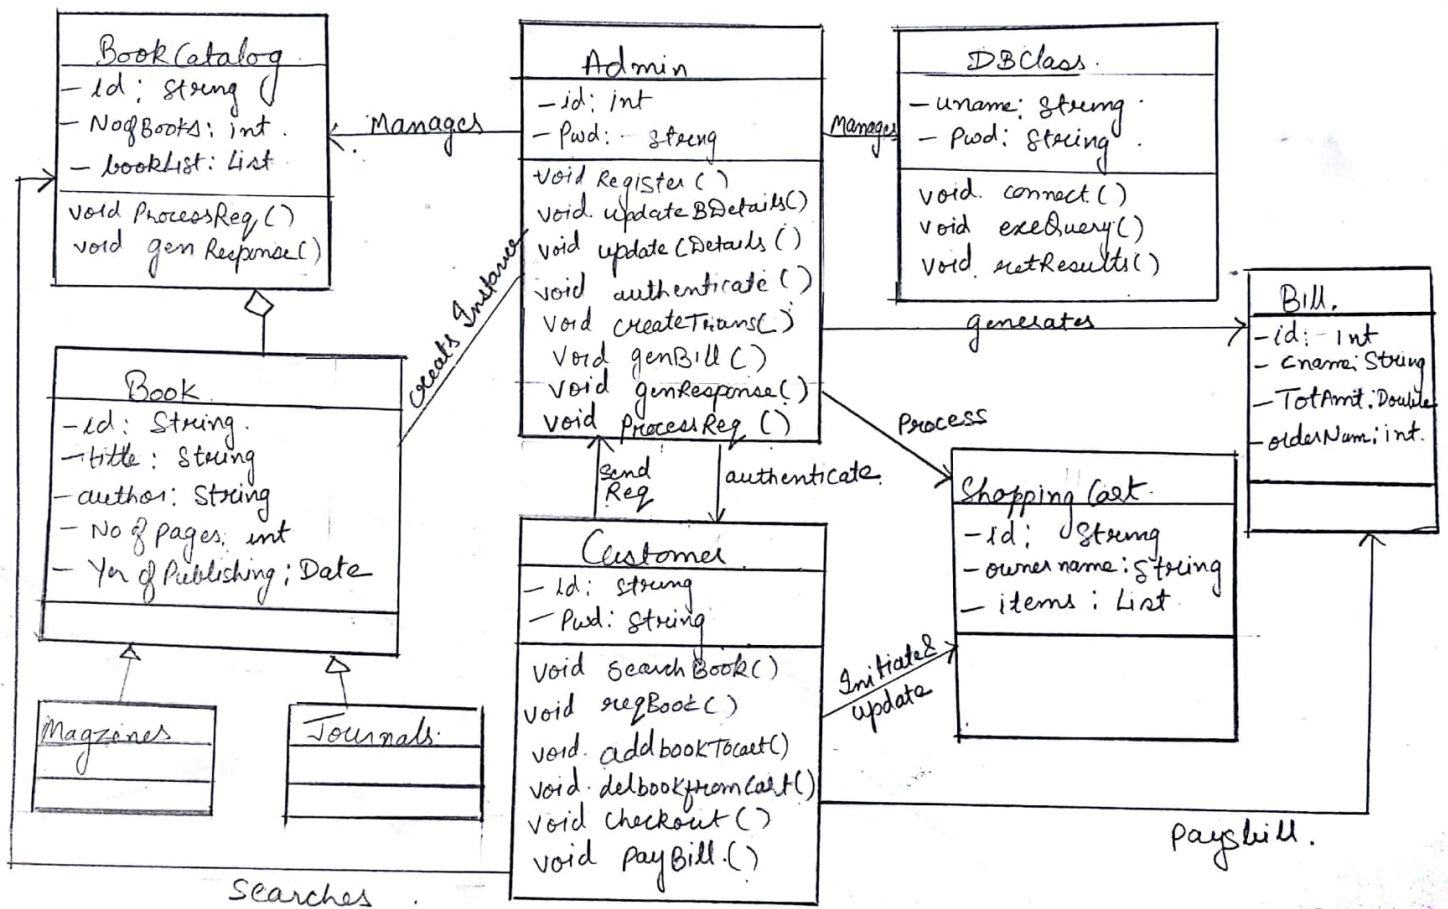 BookCatalog
- id: String
- NoofBooks: int.
- bookList: List
void ProcessReq()
void genResponse()
Manages
Admin
- id: int
- Pwd: - String
void Register()
void. updateBDetails()
void updateCDetails()
void authenticate()
Void createTrans()
Void genBill()
void genResponse()
void ProcessReq()
Manages
DBClass.
- uname: String.
- Pwd: String.
void. connect.()
void exeQuery()
void. retResults()
generates
Bill.
- id: - int
- Cname: String
- TotAmt: Double
- orderNum: int.
Creats Instance
Book
- id: String.
- title: String
- author: String
- No of pages: int
- Yer of Publishing: Date
Magzines
Journals.
Send
Req
authenticate.
Process
Customer
- Id: String
- Pwd: String
void searchBook()
void reqBook()
void. addbookTocart()
void. delbookfromCart()
void checkout()
void payBill.()
Shopping Cart.
- id: String
- owner name: String
- items: List
Initiate &
update
Paysbill.
Searches.